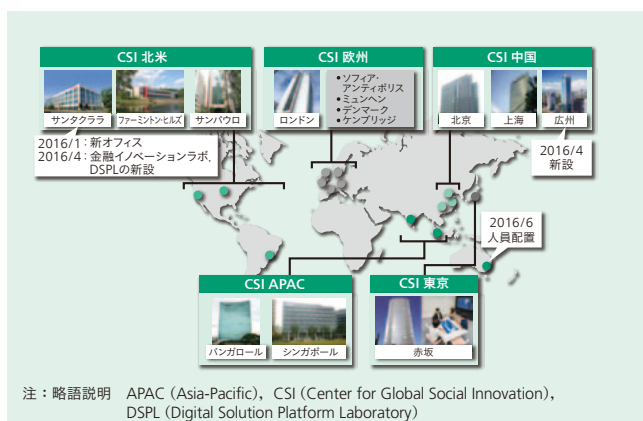 CSI 北米
サンタクララ
ファーミントン・ヒルズ
サンパウロ
2016/1：新オフィス
2016/4：金融イノベーションラボ，
DSPLの新設
CSI 欧州
ロンドン
●ソフィア・
アンティポリス
●ミュンヘン
●デンマーク
●ケンブリッジ
CSI 中国
北京
上海
広州
2016/4
新設
2016/6
人員配置
CSI APAC
バンガロール
シンガポール
CSI 東京
赤坂
注：略語説明 APAC（Asia-Pacific），CSI（Center for Global Social Innovation），
DSPL（Digital Solution Platform Laboratory）